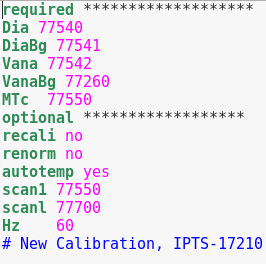 required *******************
Dia 77540
DiaBg 77541
Vana 77542
VanaBg 77260
MTc  77550
optional ******************
recali no
renorm no
autotemp yes
scan1 77550
scanl 77700
Hz    60
# New Calibration, IPTS-17210